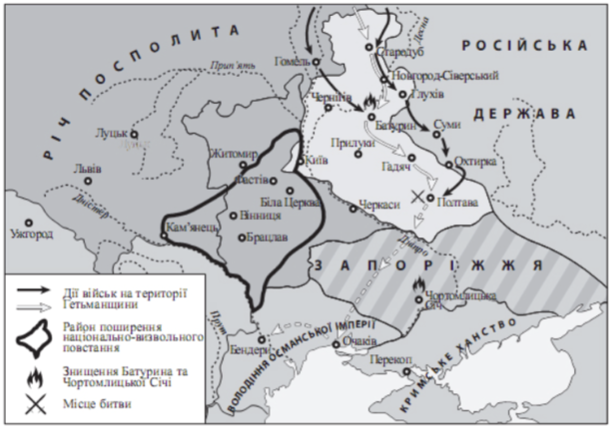 РІЧ ПОСПОЛИТА
РОСІЙСЬКА
ДЕРЖАВА
Десна
Стародуб
Гомель
Прип'ять
Новгород-Сіверський
Глухів
Чернігів
Батурин
Суми
Луцьк
Прилуки
Охтирка
Житомир
Київ
Гадяч
Львів
Фастів
Біла Церква
Полтава
Дністер
Черкаси
Ужгород
Кам'янець
Вінниця
Брацлав
Дніпро
ЗАПОРІЖЖЯ
Чортомлицька
Січ
Прут
Бендери
ВОЛОДІННЯ ОСМАНСЬКОЇ ІМПЕРІЇ
Очаків
Перекоп
КРИМСЬКЕ ХАНСТВО
Дії військ на території
Гетьманщини
Район поширення
національно-визвольного
повстання
Знищення Батурина та
Чортомлицької Січі
Місце битви